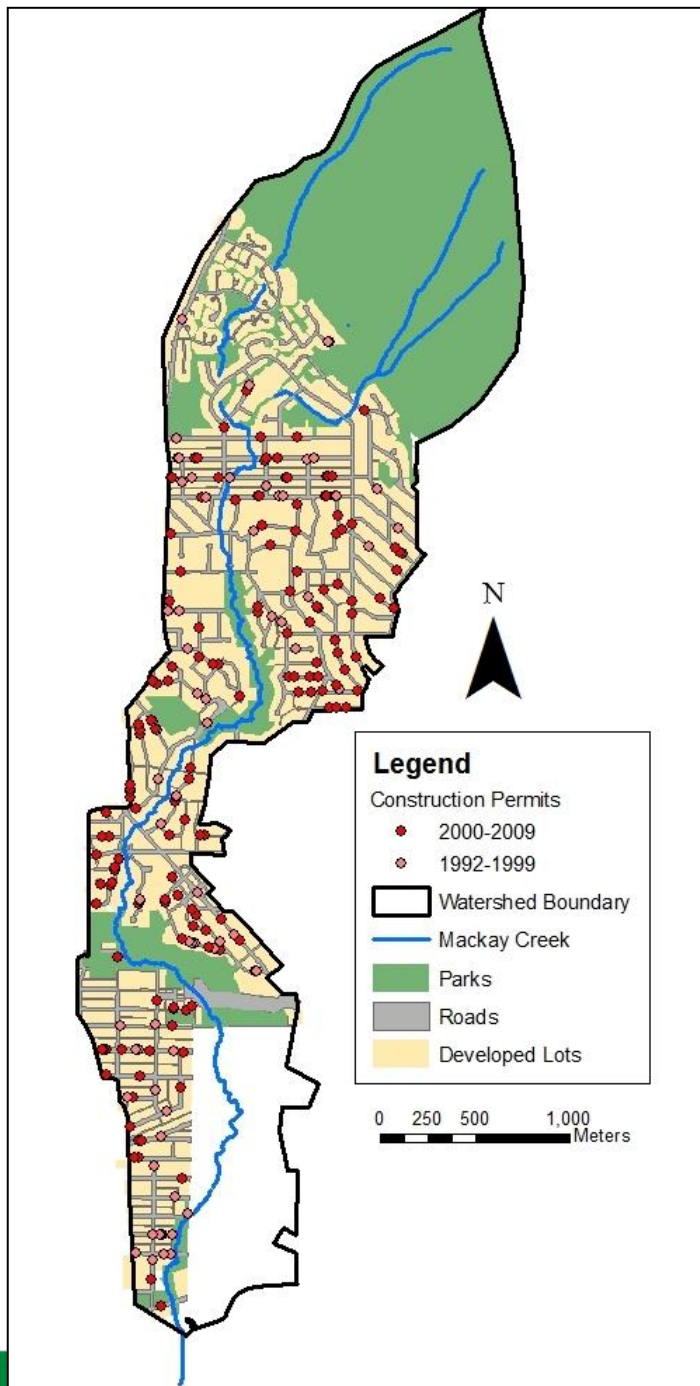 N
Legend
Construction Permits
2000-2009
1992-1999
Watershed Boundary
Mackay Creek
Parks
Roads
Developed Lots
0 250 500 1,000
Meters